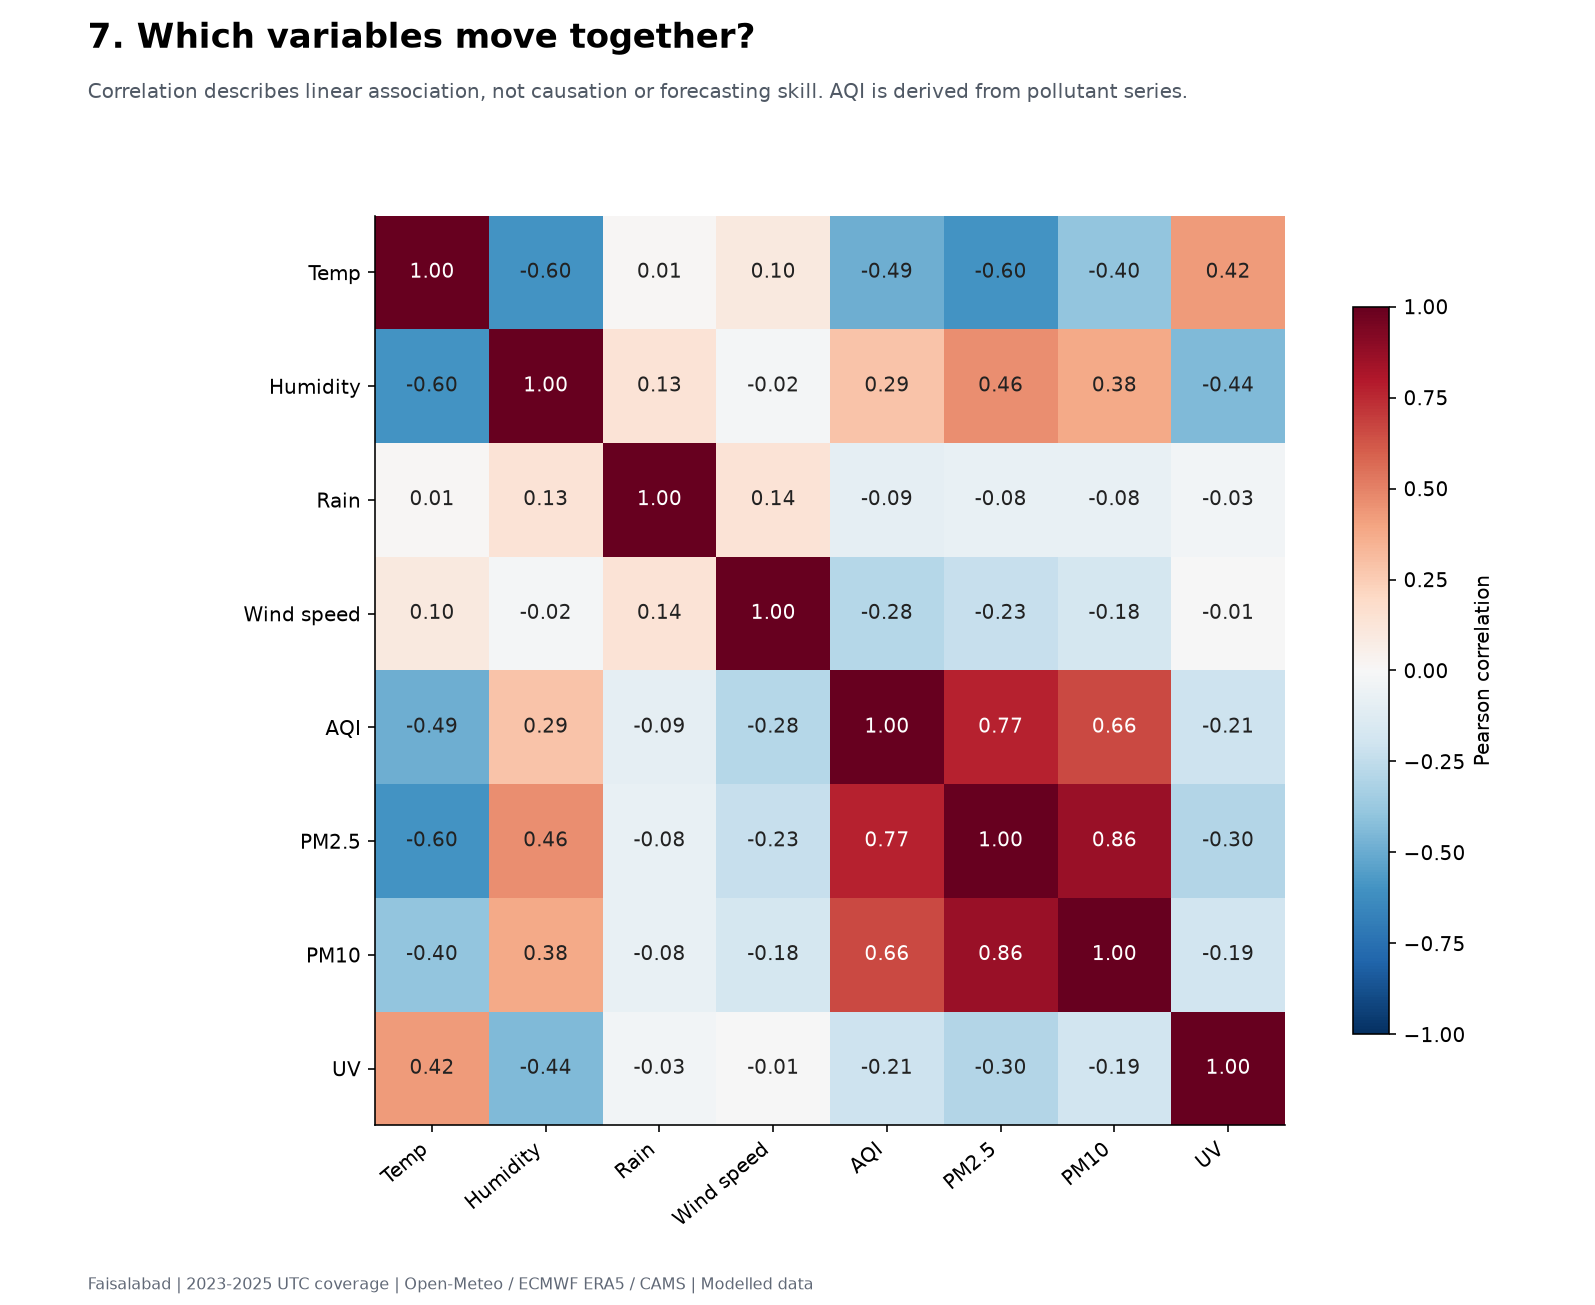 7. Which variables move together?
Correlation describes linear association, not causation or forecasting skill. AQI is derived from pollutant series.
Temp 1.00 -0.60 0.01 0.10 -0.49 -0.60 -0.40 0.42
Humidity -0.60 1.00 0.13 -0.02 0.29 0.46 0.38 -0.44
Rain 0.01 0.13 1.00 0.14 -0.09 -0.08 -0.08 -0.03
Wind speed 0.10 -0.02 0.14 1.00 -0.28 -0.23 -0.18 -0.01
AQI -0.49 0.29 -0.09 -0.28 1.00 0.77 0.66 -0.21
PM2.5 -0.60 0.46 -0.08 -0.23 0.77 1.00 0.86 -0.30
PM10 -0.40 0.38 -0.08 -0.18 0.66 0.86 1.00 -0.19
UV 0.42 -0.44 -0.03 -0.01 -0.21 -0.30 -0.19 1.00
Temp Humidity Rain Wind speed AQI PM2.5 PM10 UV
1.00
0.75
0.50
0.25
0.00
−0.25
−0.50
−0.75
−1.00
Pearson correlation
Faisalabad | 2023-2025 UTC coverage | Open-Meteo / ECMWF ERA5 / CAMS | Modelled data